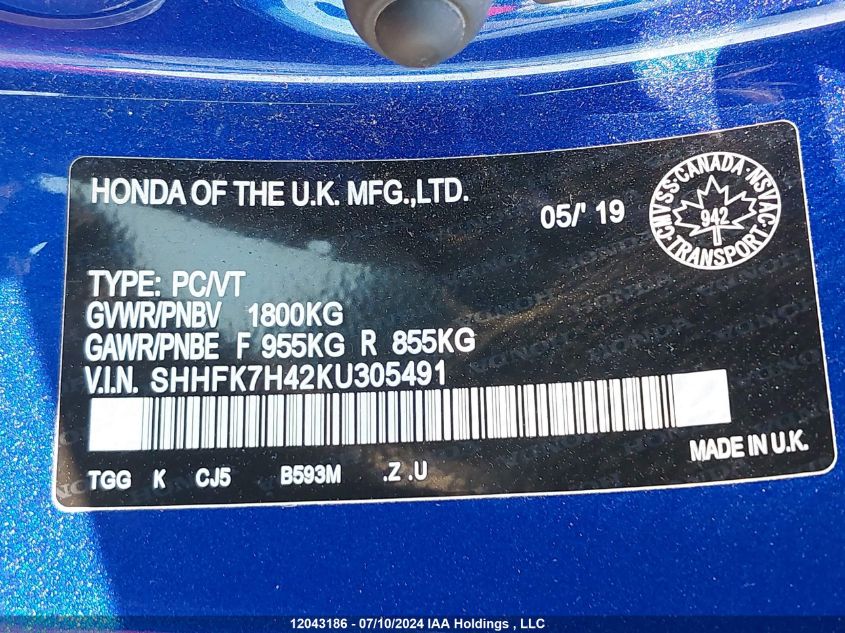 HONDA OF THE U.K. MFG.,LTD.
05/' 19
CMVSS·CANADA·NSVAC·TRANSPORT
942
TYPE: PC/VT
GVWR/PNBV 1800KG
GAWR/PNBE F 955KG R 855KG
V.I.N. SHHFK7H42KU305491
MADE IN U.K.
TGG K CJ5 B593M .Z .U
12043186 - 07/10/2024 IAA Holdings , LLC